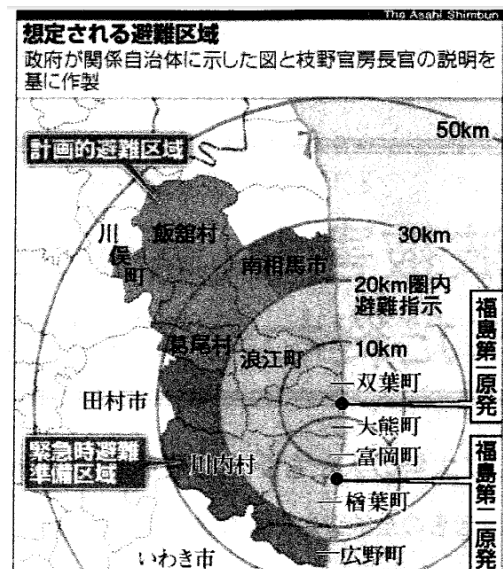 The Asahi Shimbun
想定される避難区域
政府が関係自治体に示した図と枝野官房長官の説明を
基に作製
50km
計画的避難区域
30km
川俣町
飯舘村
南相馬市
20km圏内
避難指示
福島第一原発
葛尾村
浪江町
10km
双葉町
田村市
大熊町
緊急時避難
準備区域
川内村
富岡町
福島第二原発
楢葉町
いわき市
広野町